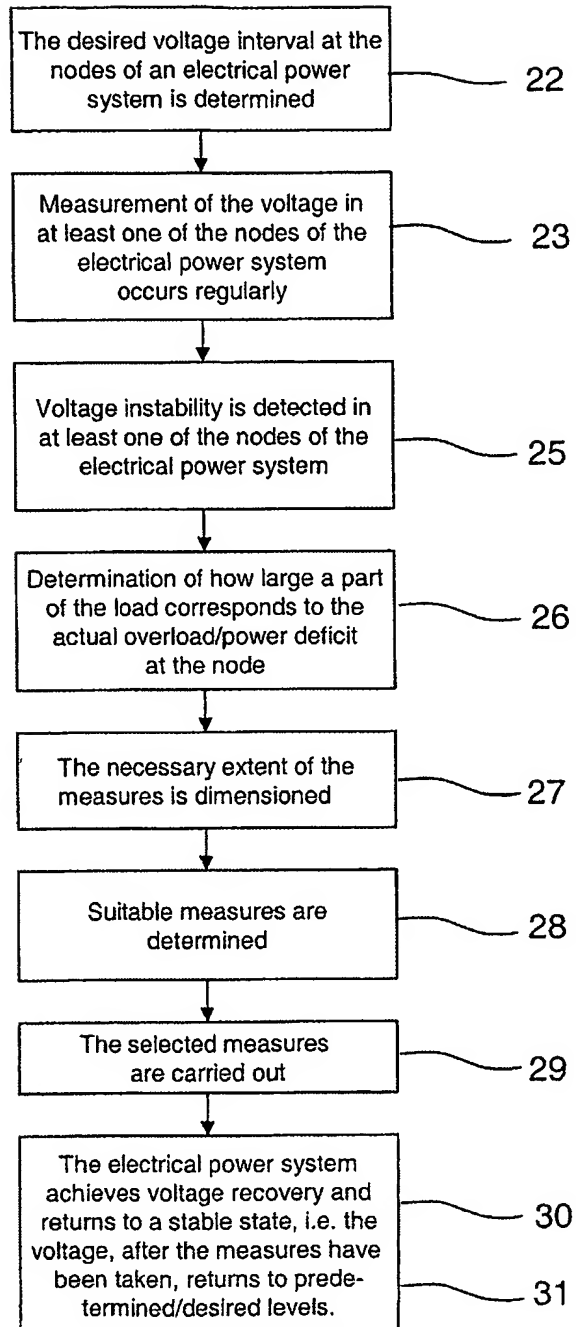 The desired voltage interval at the
nodes of an electrical power
system is determined
22
Measurement of the voltage in
at least one of the nodes of the
electrical power system
occurs regularly
23
Voltage instability is detected in
at least one of the nodes of the
electrical power system
25
Determination of how large a part
of the load corresponds to the
actual overload/power deficit
at the node
26
The necessary extent of the
measures is dimensioned
27
Suitable measures are
determined
28
The selected measures
are carried out
29
The electrical power system
achieves voltage recovery and
returns to a stable state, i.e. the
voltage, after the measures have
been taken, returns to prede-
termined/desired levels.
30
31